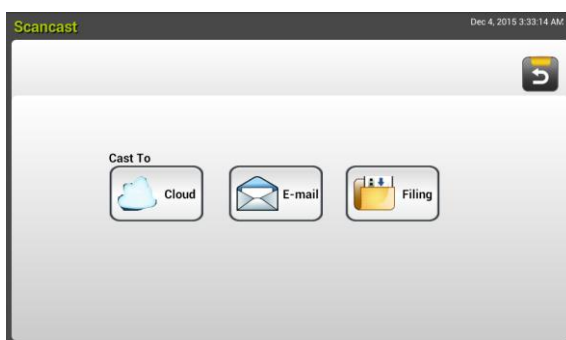 Scancast
Dec 4, 2015 3:33:14 AM
Cast To
Cloud
E-mail
Filing